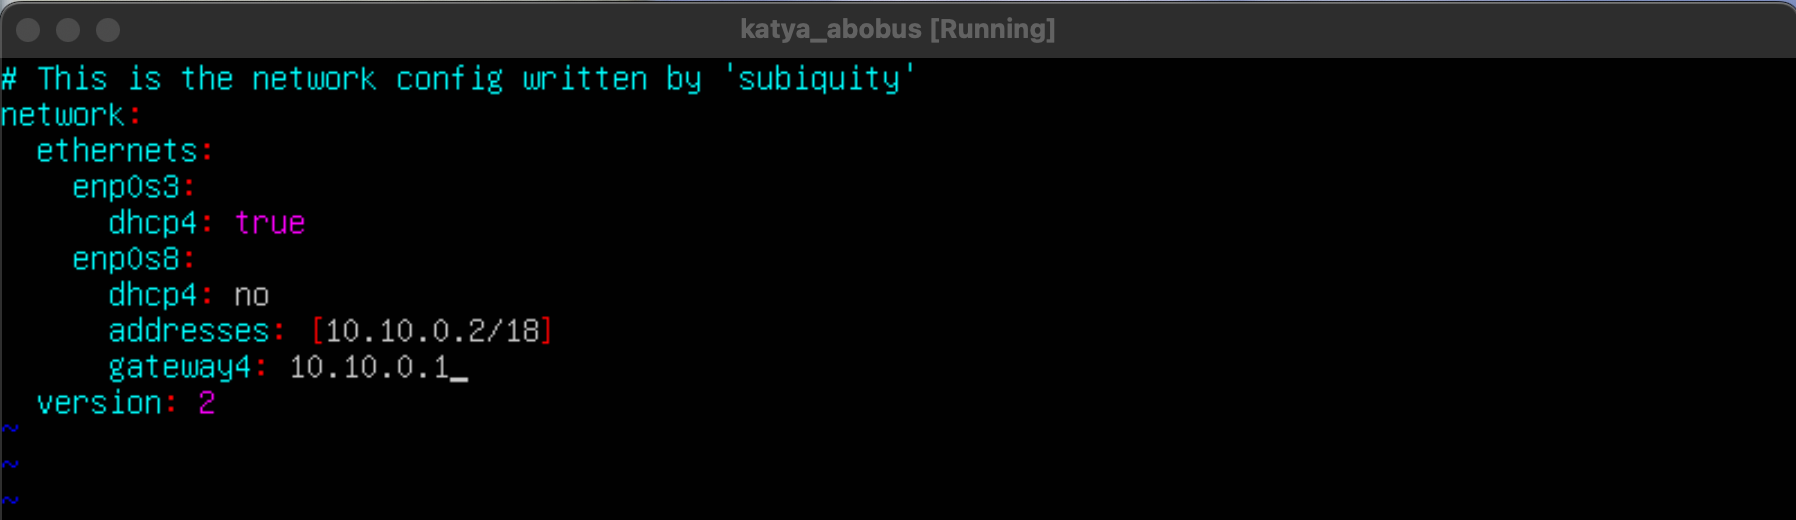 katya_abobus [Running]
# This is the network config written by 'subiquity'
network:
  ethernets:
    enp0s3:
      dhcp4: true
    enp0s8:
      dhcp4: no
      addresses: [10.10.0.2/18]
      gateway4: 10.10.0.1_
  version: 2
~
~
~